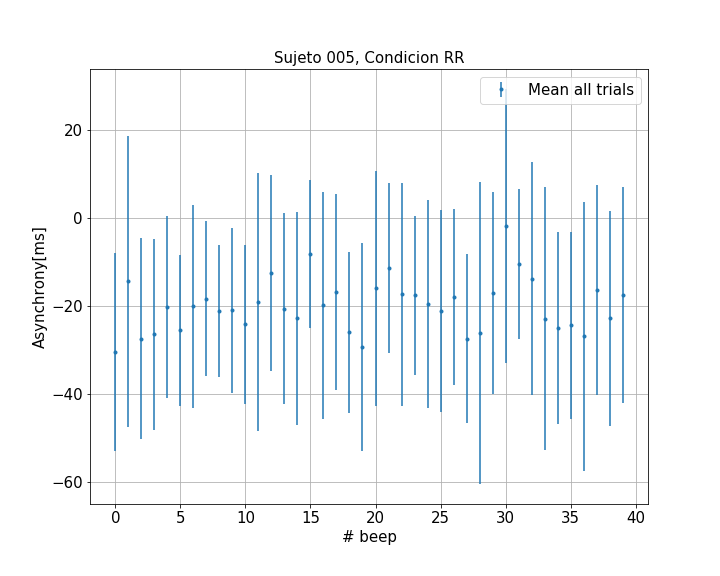 Sujeto 005, Condicion RR
Mean all trials
Asynchrony[ms]
20
0
−20
−40
−60
0 5 10 15 20 25 30 35 40
# beep